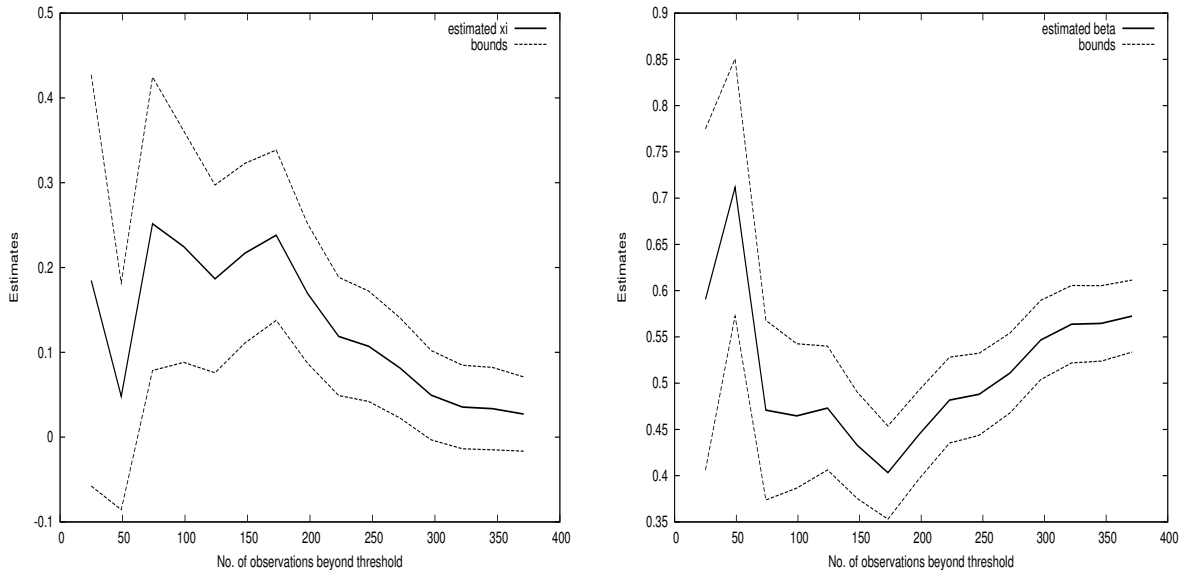 0.5
0.4
0.3
0.2
0.1
0
-0.1
Estimates
estimated xi
bounds
0 50 100 150 200 250 300 350 400
No. of observations beyond threshold
0.9
0.85
0.8
0.75
0.7
0.65
0.6
0.55
0.5
0.45
0.4
0.35
Estimates
estimated beta
bounds
0 50 100 150 200 250 300 350 400
No. of observations beyond threshold